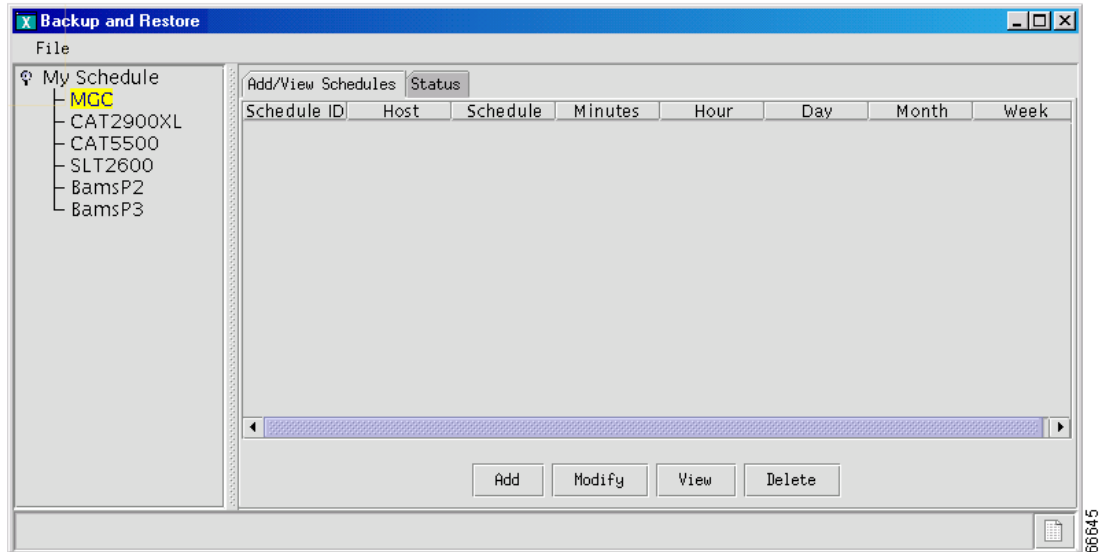 X Backup and Restore
File
My Schedule
MGC
CAT2900XL
CAT5500
SLT2600
BamsP2
BamsP3
Add/View Schedules Status
Schedule ID Host Schedule Minutes Hour Day Month Week
Add Modify View Delete
66645